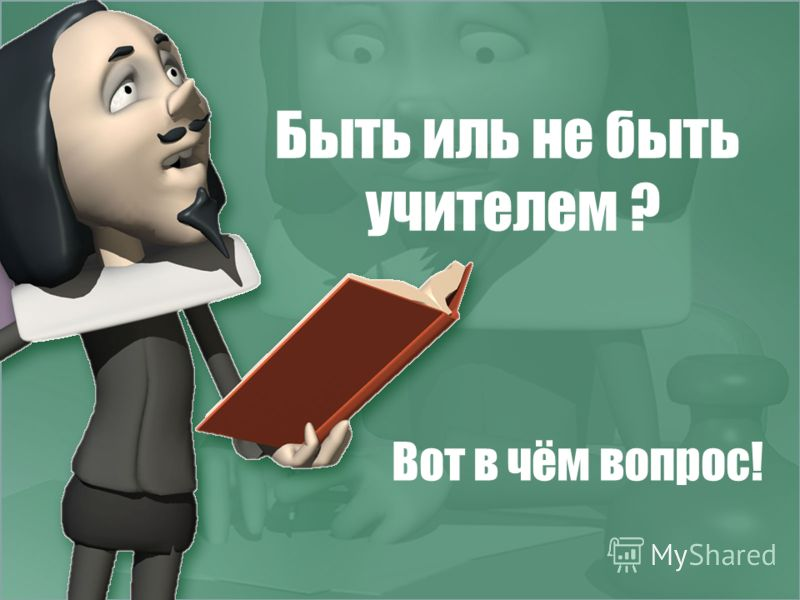 Быть иль не быть
учителем ?
Вот в чём вопрос!
MyShared